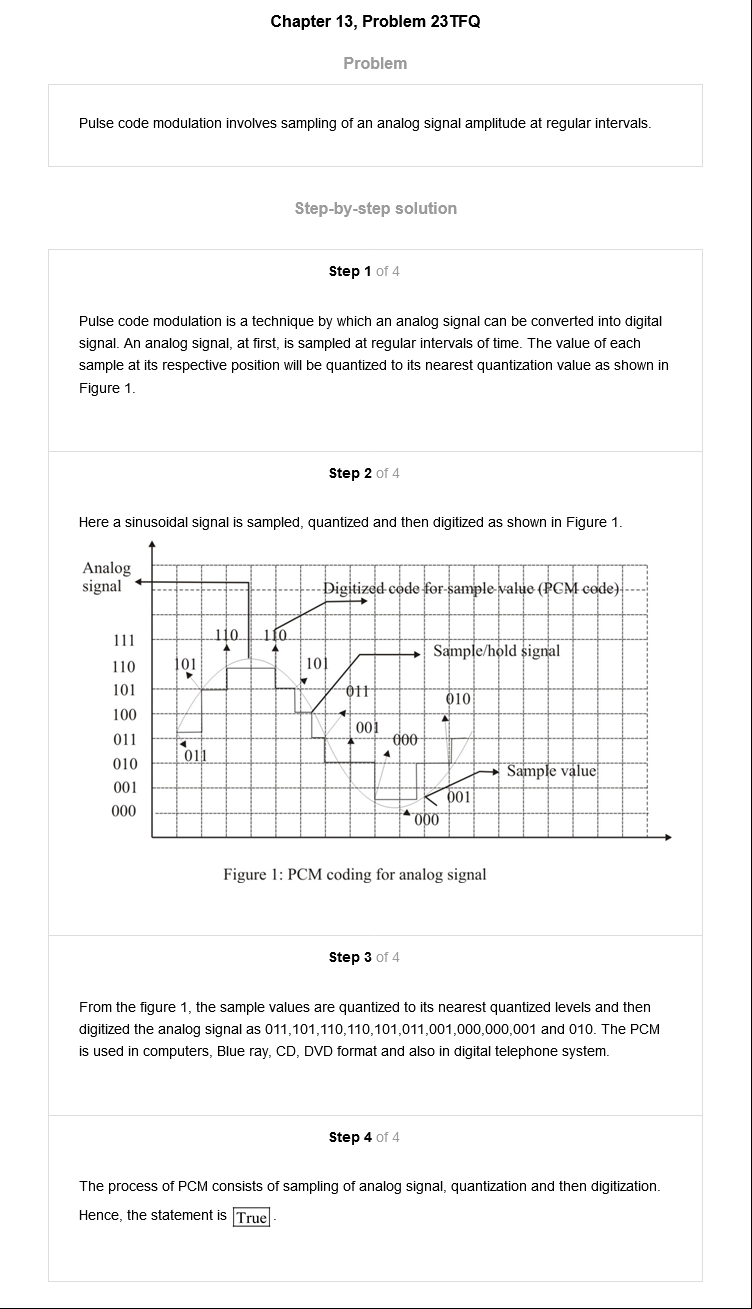 Chapter 13, Problem 23TFQ
Problem
Pulse code modulation involves sampling of an analog signal amplitude at regular intervals.
Step-by-step solution
Step 1 of 4
Pulse code modulation is a technique by which an analog signal can be converted into digital
signal. An analog signal, at first, is sampled at regular intervals of time. The value of each
sample at its respective position will be quantized to its nearest quantization value as shown in
Figure 1.
Step 2 of 4
Here a sinusoidal signal is sampled, quantized and then digitized as shown in Figure 1.
Analog
signal
Digitized code for sample value (PCM code)
110 110
111
Sample/hold signal
110
101
101
101
011
010
100
001
011
000
011
010
Sample value
001
001
000
000
Figure 1: PCM coding for analog signal
Step 3 of 4
From the figure 1, the sample values are quantized to its nearest quantized levels and then
digitized the analog signal as 011,101,110,110,101,011,001,000,000,001 and 010. The PCM
is used in computers, Blue ray, CD, DVD format and also in digital telephone system.
Step 4 of 4
The process of PCM consists of sampling of analog signal, quantization and then digitization.
Hence, the statement is True.